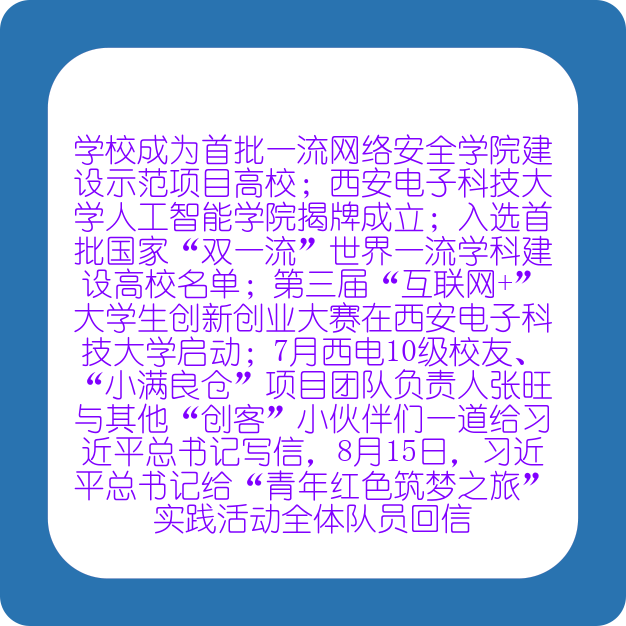 学校成为首批一流网络安全学院建
设示范项目高校；西安电子科技大
学人工智能学院揭牌成立；入选首
批国家“双一流”世界一流学科建
设高校名单；第三届“互联网+”
大学生创新创业大赛在西安电子科
技大学启动；7月西电10级校友、
“小满良仓”项目团队负责人张旺
与其他“创客”小伙伴们一道给习
近平总书记写信，8月15日，习近
平总书记给“青年红色筑梦之旅”
实践活动全体队员回信